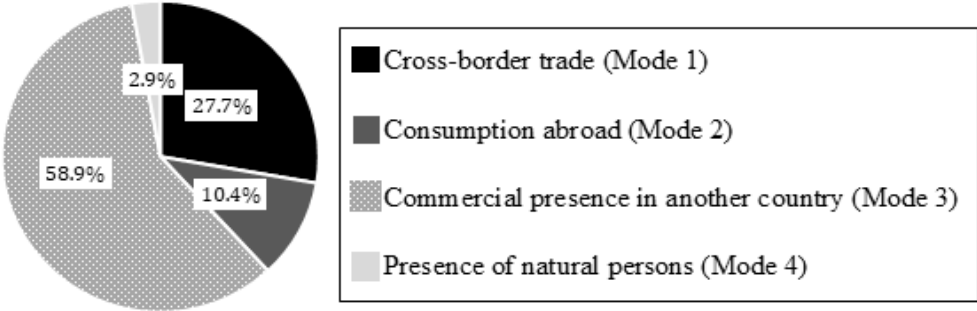 2.9%
27.7%
58.9%
10.4%
Cross-border trade (Mode 1)
Consumption abroad (Mode 2)
Commercial presence in another country (Mode 3)
Presence of natural persons (Mode 4)